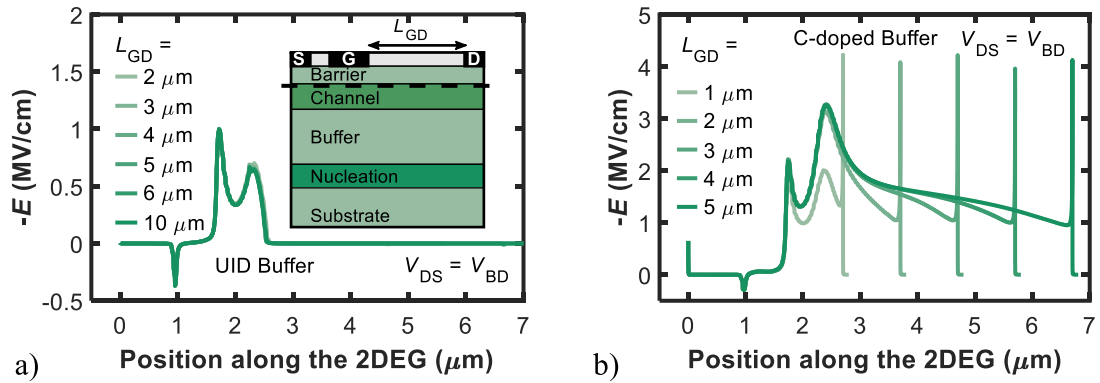 2
1.5
1
0.5
0
-0.5
-E (MV/cm)
L_GD =
2 μm
3 μm
4 μm
5 μm
6 μm
10 μm
L_GD
S G D
Barrier
Channel
Buffer
Nucleation
Substrate
UID Buffer V_DS = V_BD
0 1 2 3 4 5 6 7
Position along the 2DEG (μm)
a)
5
4
3
2
1
0
-E (MV/cm)
L_GD = C-doped Buffer V_DS = V_BD
1 μm
2 μm
3 μm
4 μm
5 μm
0 1 2 3 4 5 6 7
Position along the 2DEG (μm)
b)